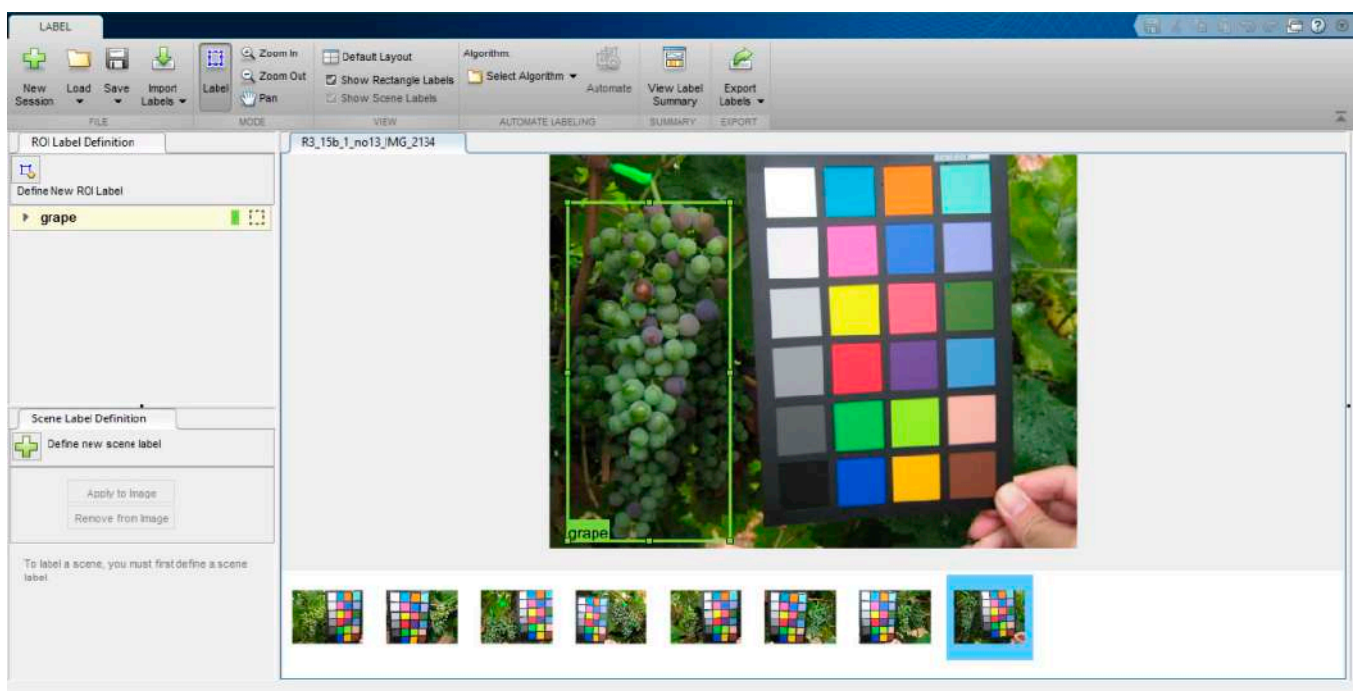 LABEL
New Session
Load
Save
Import Labels
Label
Zoom In
Zoom Out
Pan
Default Layout
Show Rectangle Labels
Show Scene Labels
Algorithm:
Select Algorithm
Automate
View Label Summary
Export Labels
FILE
MODE
VIEW
AUTOMATE LABELING
SUMMARY
EXPORT
ROI Label Definition
R3_15b_1_no13_IMG_2134
Define New ROI Label
grape
grape
Scene Label Definition
Define new scene label
Apply to Image
Remove from Image
To label a scene, you must first define a scene
label.